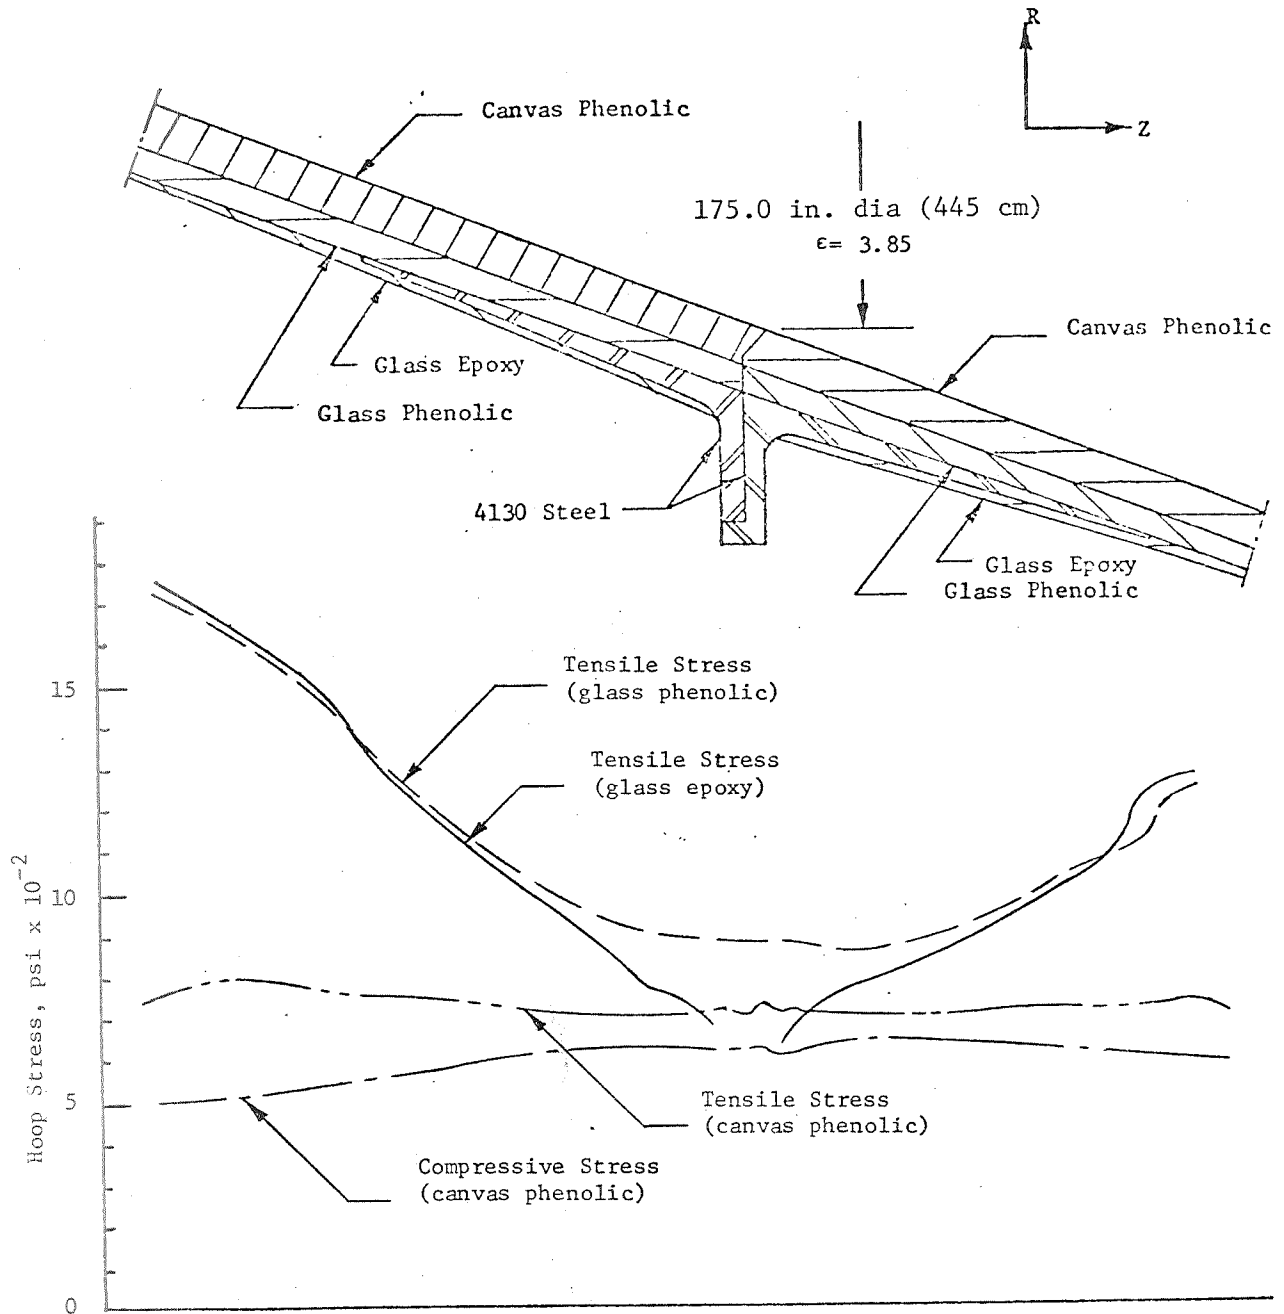 R
Canvas Phenolic
Z
175.0 in. dia (445 cm)
ε= 3.85
Canvas Phenolic
Glass Epoxy
Glass Phenolic
4130 Steel
Glass Epoxy
Glass Phenolic
Tensile Stress
(glass phenolic)
15
Tensile Stress
(glass epoxy)
Hoop Stress, psi x 10⁻²
10
5
Tensile Stress
(canvas phenolic)
Compressive Stress
(canvas phenolic)
0